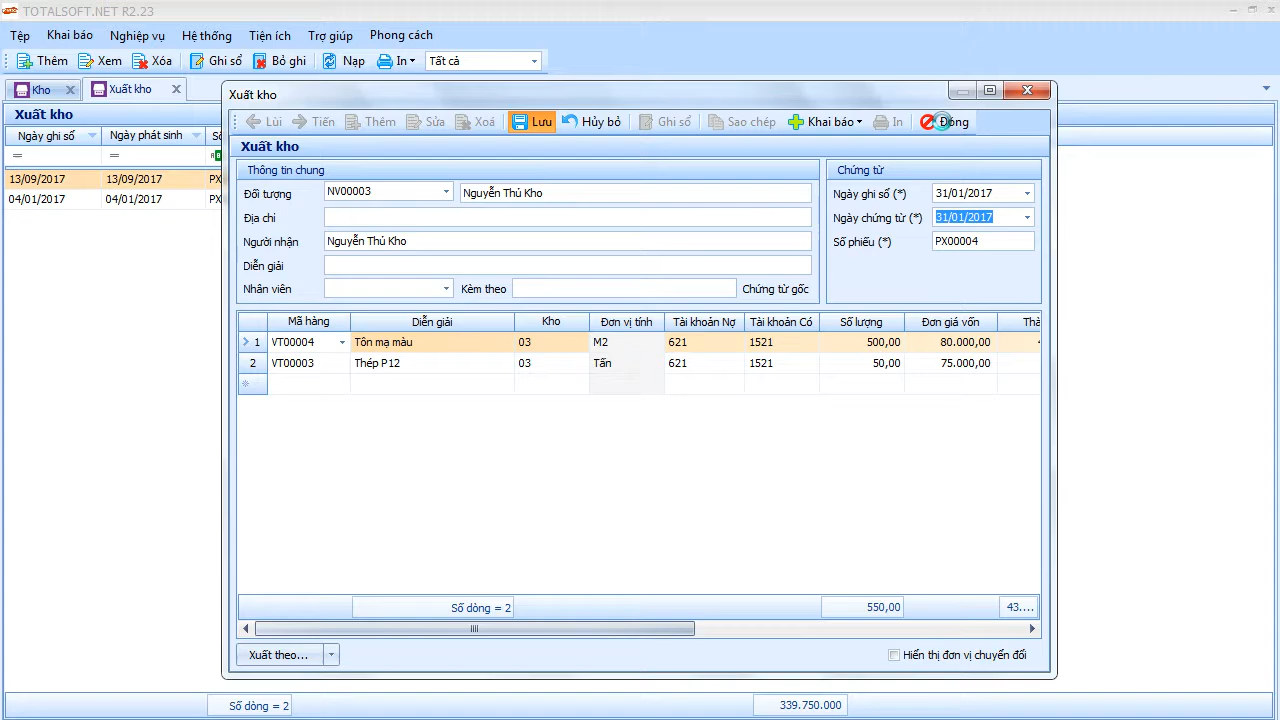 TOTALSOFT.NET R2.23
Tệp Khai báo Nghiệp vụ Hệ thống Tiện ích Trợ giúp Phong cách
Thêm Xem Xóa Ghi sổ Bỏ ghi Nạp In Tất cả
Kho Xuất kho
Xuất kho
Ngày ghi sổ Ngày phát sinh
= =
13/09/2017 13/09/2017 PX
04/01/2017 04/01/2017 PX
Xuất kho
Lùi Tiến Thêm Sửa Xoá Lưu Hủy bỏ Ghi sổ Sao chép Khai báo In Đóng
Xuất kho
Thông tin chung
Đối tượng NV00003 Nguyễn Thủ Kho
Địa chỉ
Người nhận Nguyễn Thủ Kho
Diễn giải
Nhân viên Kèm theo Chứng từ gốc
Chứng từ
Ngày ghi sổ (*) 31/01/2017
Ngày chứng từ (*) 31/01/2017
Số phiếu (*) PX00004
Mã hàng Diễn giải Kho Đơn vị tính Tài khoản Nợ Tài khoản Có Số lượng Đơn giá vốn Thà
1 VT00004 Tôn mạ màu 03 M2 621 1521 500,00 80.000,00
2 VT00003 Thép P12 03 Tấn 621 1521 50,00 75.000,00
Số dòng = 2 550,00 43....
Xuất theo... Hiển thị đơn vị chuyển đổi
Số dòng = 2 339.750.000